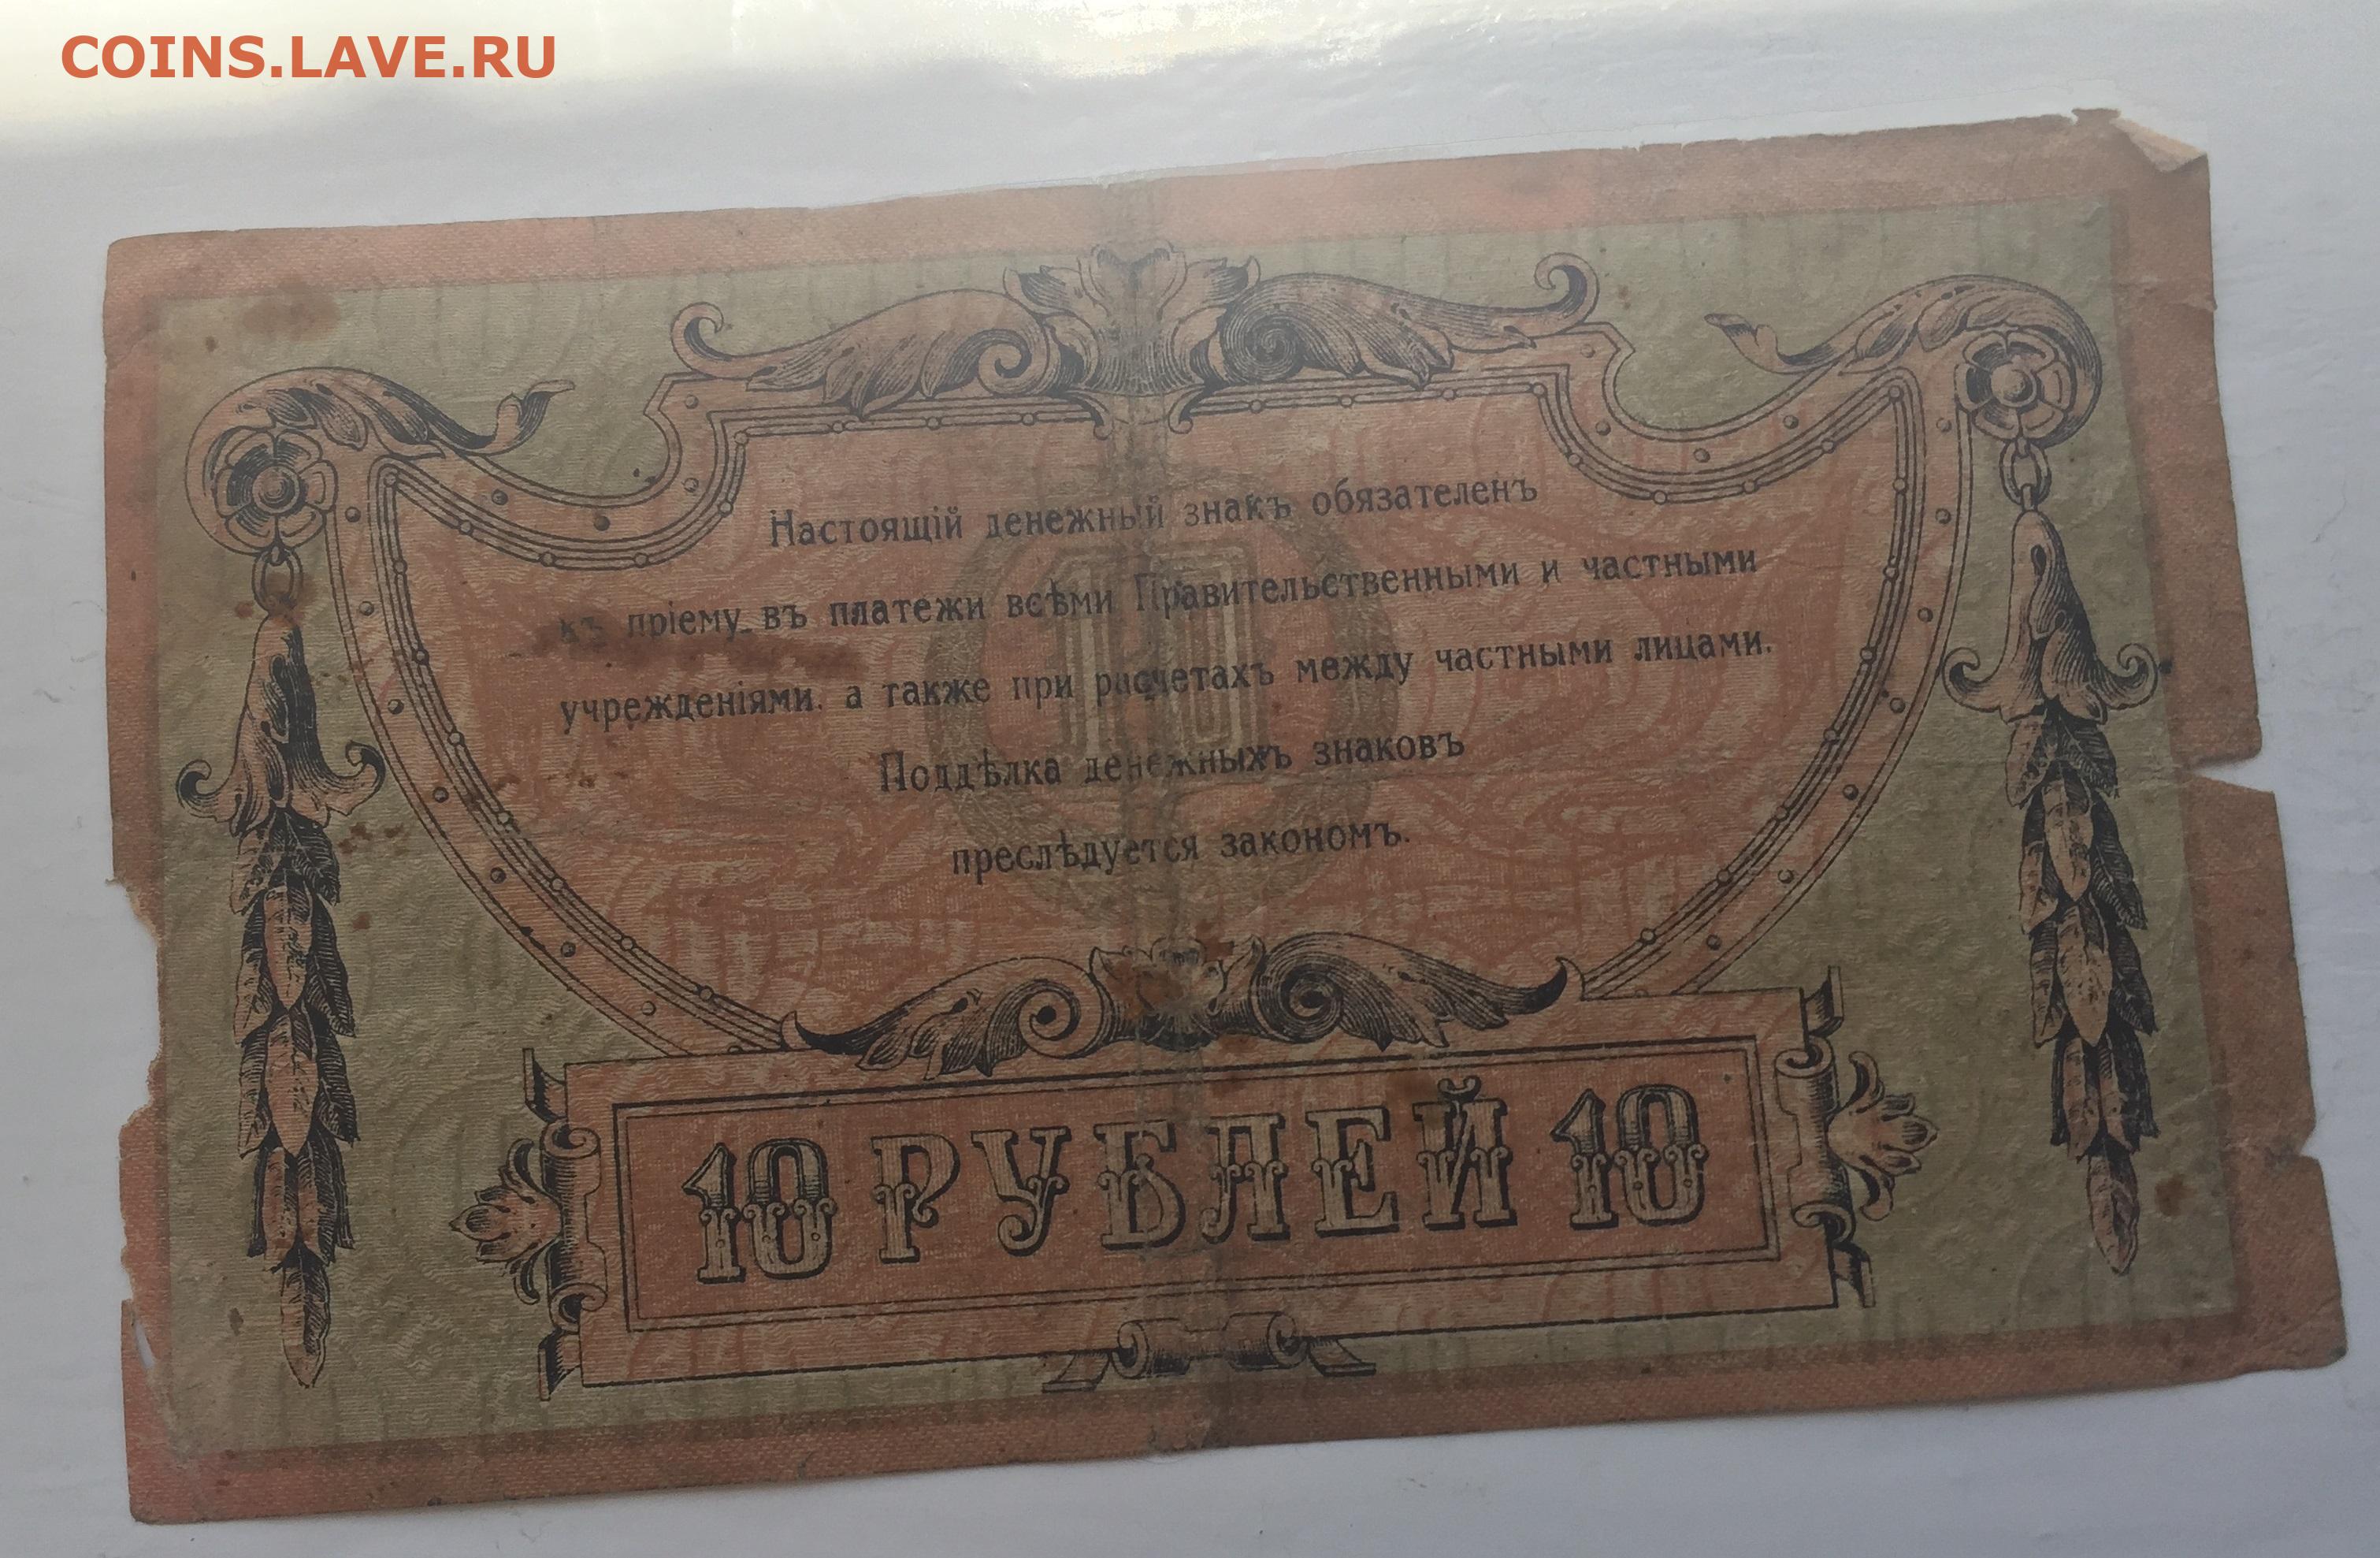 COINS.LAVE.RU
Настоящій денежный знакъ обязателенъ
къ пріему въ платежи всѣми Правительственными и частными
учрежденіями, а также при расчетахъ между частными лицами.
Поддѣлка денежныхъ знаковъ
преслѣдуется закономъ.
10
10 РУБЛЕЙ 10